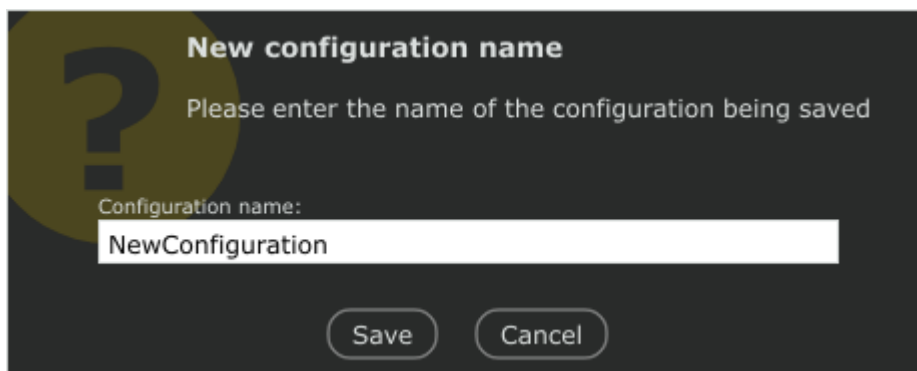 ?
New configuration name
Please enter the name of the configuration being saved
Configuration name:
NewConfiguration
Save Cancel